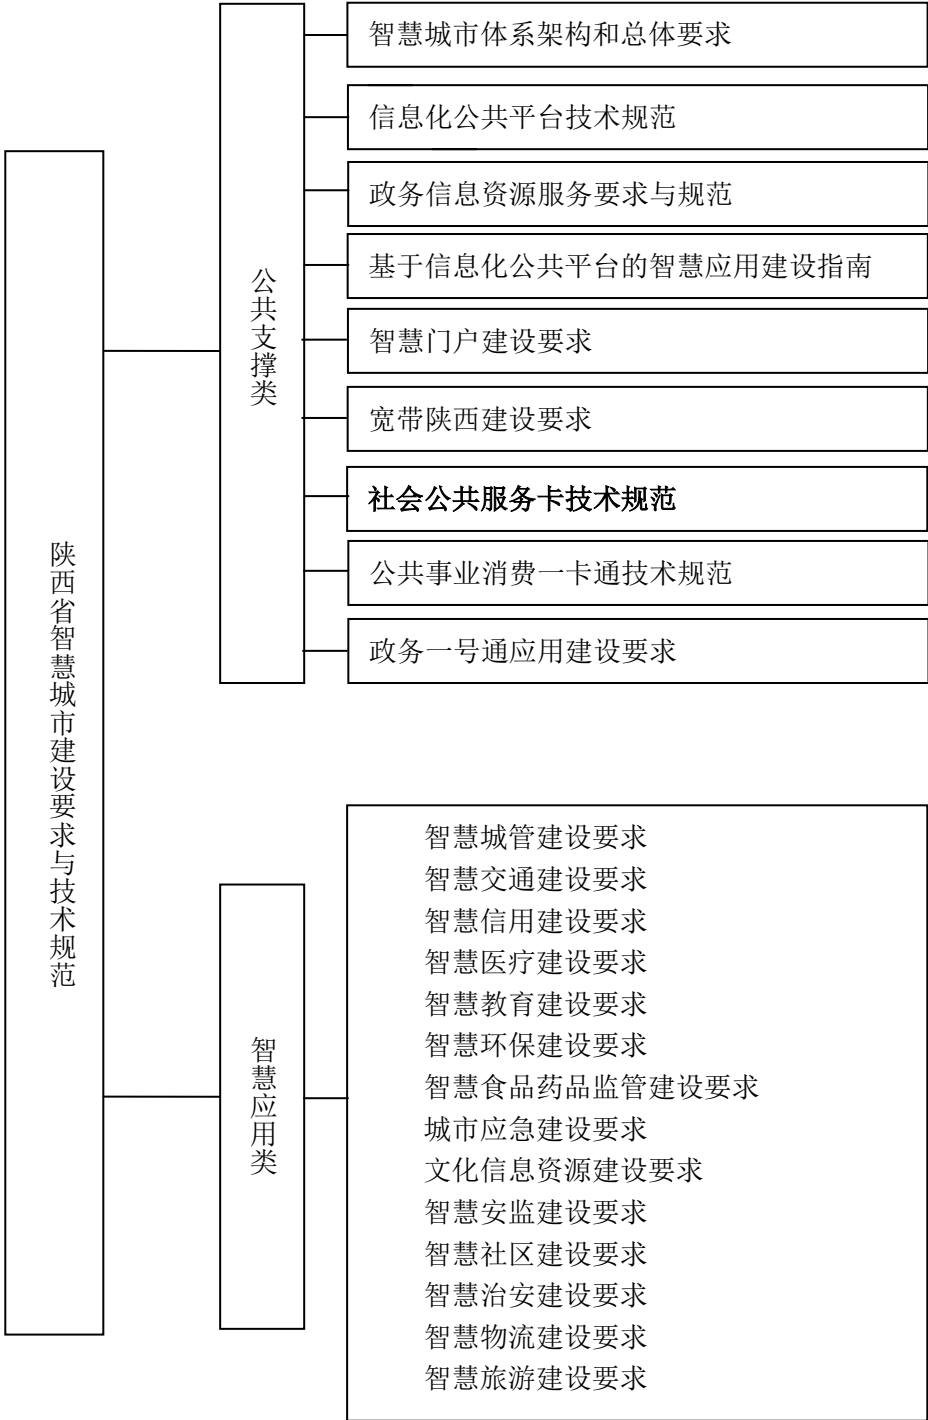 陕西省智慧城市建设要求与技术规范
公共支撑类
智慧城市体系架构和总体要求
信息化公共平台技术规范
政务信息资源服务要求与规范
基于信息化公共平台的智慧应用建设指南
智慧门户建设要求
宽带陕西建设要求
社会公共服务卡技术规范
公共事业消费一卡通技术规范
政务一号通应用建设要求
智慧应用类
智慧城管建设要求
智慧交通建设要求
智慧信用建设要求
智慧医疗建设要求
智慧教育建设要求
智慧环保建设要求
智慧食品药品监管建设要求
城市应急建设要求
文化信息资源建设要求
智慧安监建设要求
智慧社区建设要求
智慧治安建设要求
智慧物流建设要求
智慧旅游建设要求